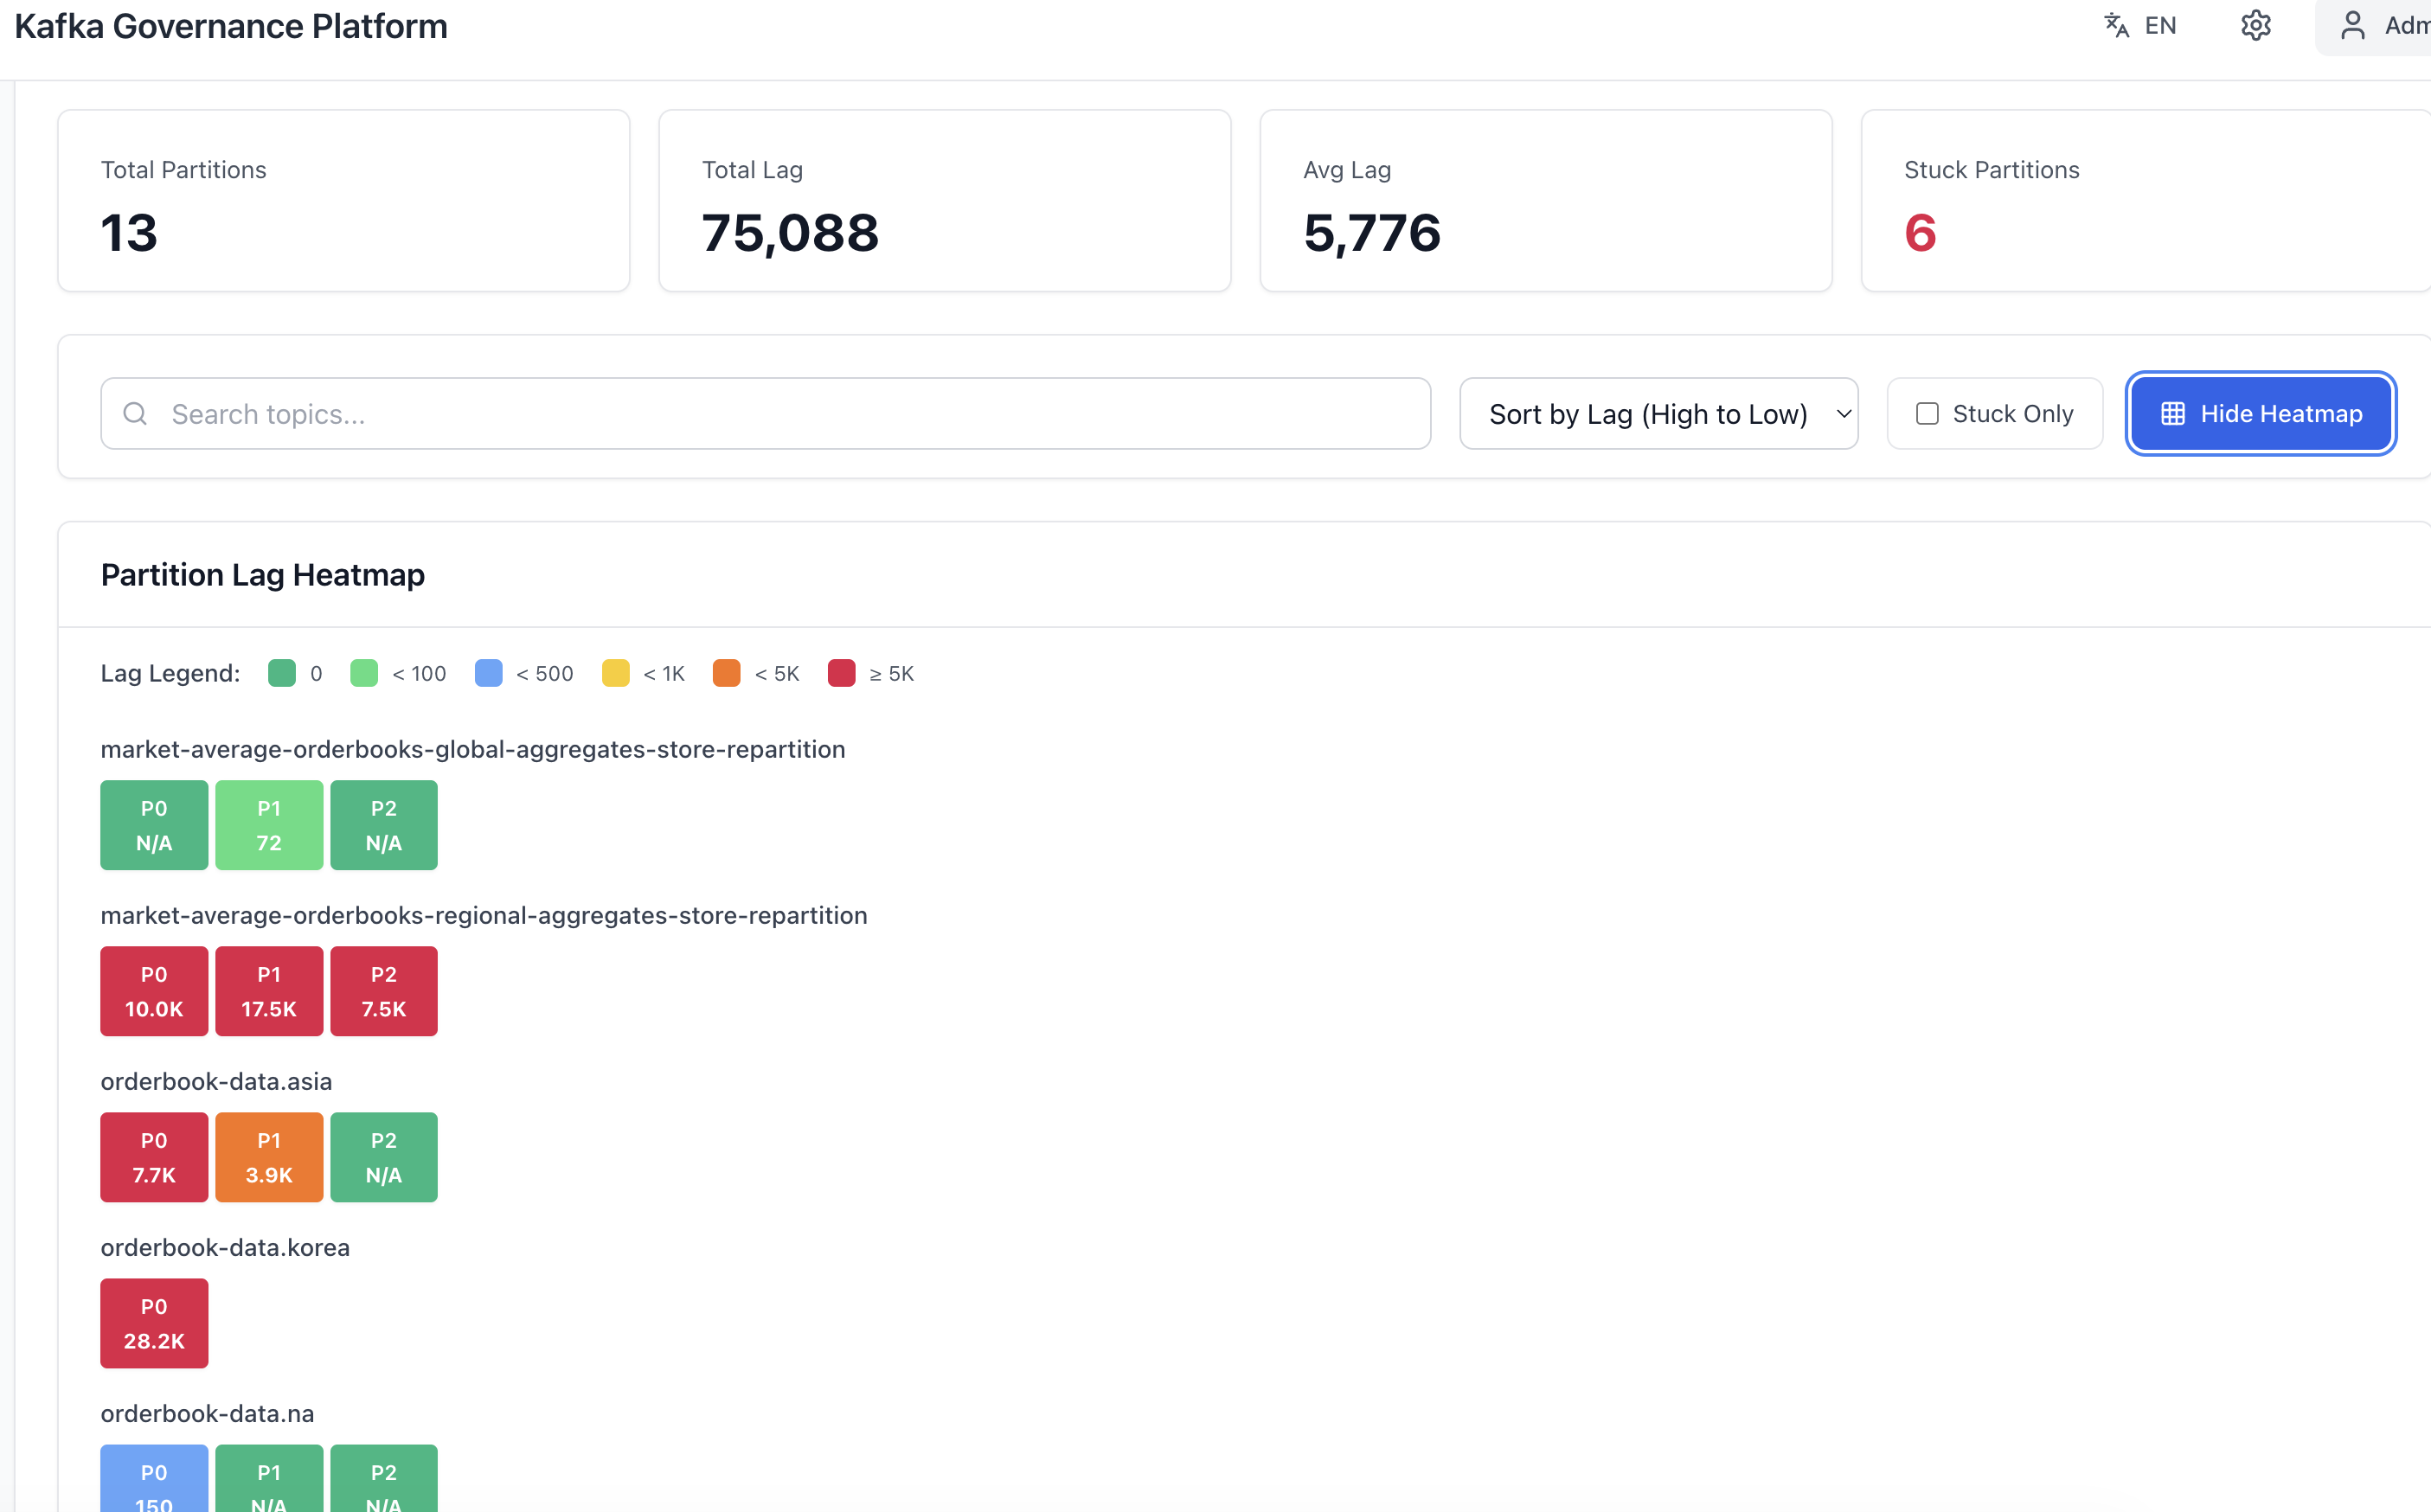 Kafka Governance Platform
EN
Adm
Total Partitions
13
Total Lag
75,088
Avg Lag
5,776
Stuck Partitions
6
Search topics...
Sort by Lag (High to Low)
Stuck Only
Hide Heatmap
Partition Lag Heatmap
Lag Legend: 0 < 100 < 500 < 1K < 5K ≥ 5K
market-average-orderbooks-global-aggregates-store-repartition
P0 P1 P2
N/A 72 N/A
market-average-orderbooks-regional-aggregates-store-repartition
P0 P1 P2
10.0K 17.5K 7.5K
orderbook-data.asia
P0 P1 P2
7.7K 3.9K N/A
orderbook-data.korea
P0
28.2K
orderbook-data.na
P0 P1 P2
150 N/A N/A